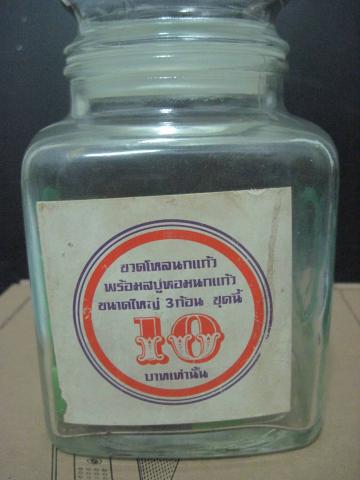 ขวดโหลนกแก้ว
พร้อมสบู่หอมนกแก้ว
ขนาดใหญ่ 3 ก้อน ชุดนี้
10
บาทเท่านั้น